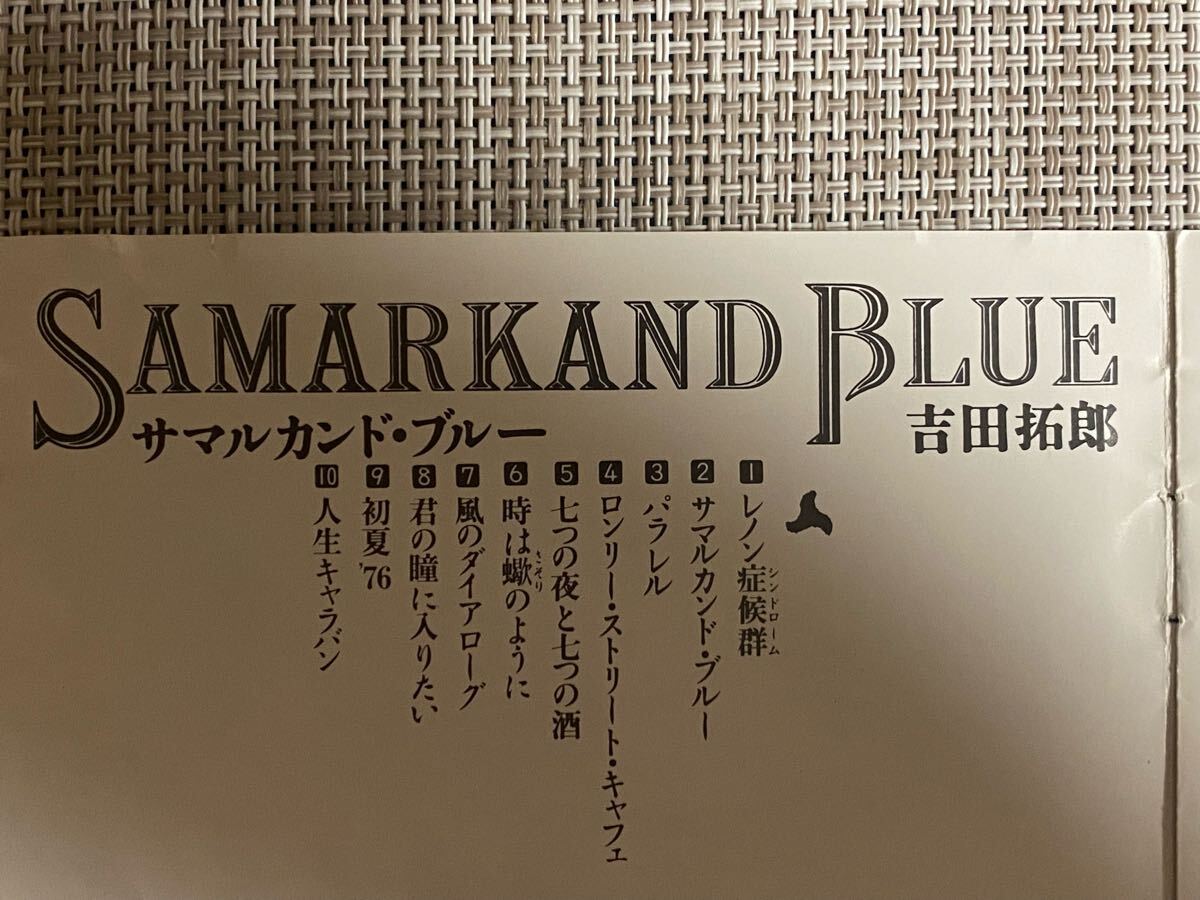 SAMARKAND BLUE
サマルカンド・ブルー
吉田拓郎
1 レノン症候群
シンドローム
2 サマルカンド・ブルー
3 パラレル
4 ロンリー・ストリート・キャフェ
5 七つの夜と七つの酒
6 時は蠍のように
さそり
7 風のダイアローグ
8 君の瞳に入りたい
9 初夏'76
10 人生キャラバン